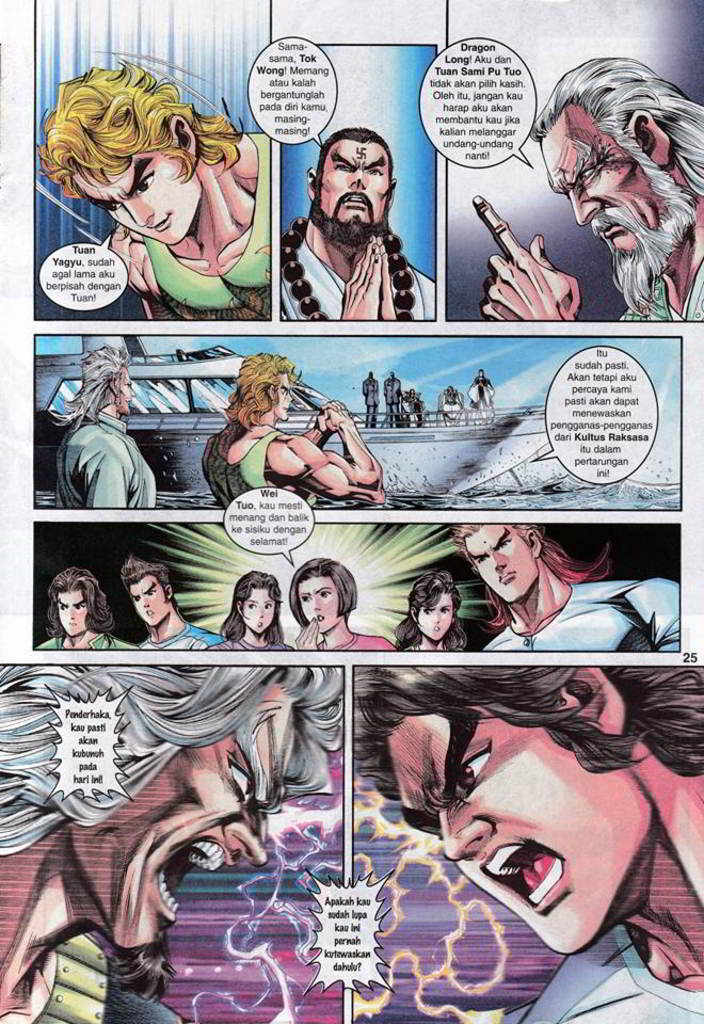 Tuan
Yagyu, sudah
agal lama aku
berpisah dengan
Tuan!
Sama-
sama, Tok
Wong! Memang
atau kalah
bergantunglah
pada diri kamu,
masing-
masing!
Dragon
Long! Aku dan
Tuan Sami Pu Tuo
tidak akan pilih kasih.
Oleh itu, jangan kau
harap aku akan
membantu kau jika
kalian melanggar
undang-undang
nanti!
Itu
sudah pasti.
Akan tetapi aku
percaya kami
pasti akan dapat
menewaskan
pengganas-pengganas
dari Kultus Raksasa
itu dalam
pertarungan
ini!
Wei
Tuo, kau mesti
menang dan balik
ke sisiku dengan
selamat!
25
Penderhaka,
kau pasti
akan
kubunuh
pada
hari ini!
Apakah kau
sudah lupa
kau ini
pernah
kutewaskan
dahulu?